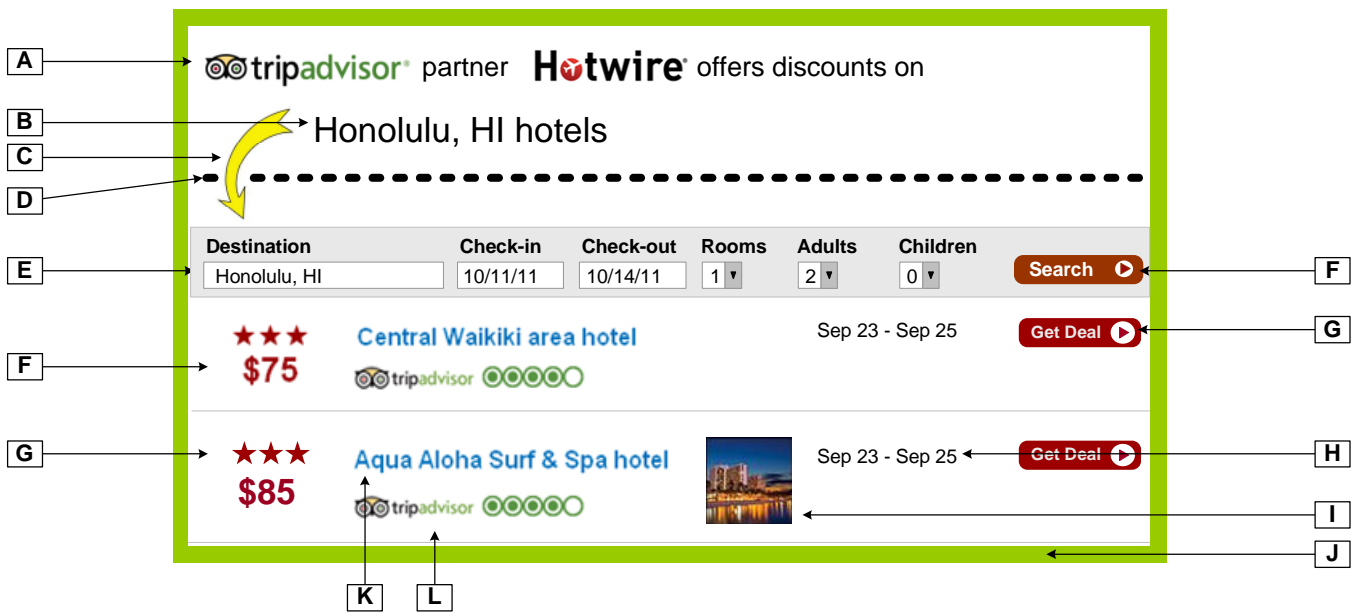 A tripadvisor® partner Hotwire® offers discounts on
B Honolulu, HI hotels
C
D
Destination Check-in Check-out Rooms Adults Children
E Honolulu, HI 10/11/11 10/14/11 1 2 0 Search F
Central Waikiki area hotel Sep 23 - Sep 25 Get Deal G
F $75 tripadvisor
G Aqua Aloha Surf & Spa hotel Sep 23 - Sep 25 Get Deal H
$85 tripadvisor I
J
K L